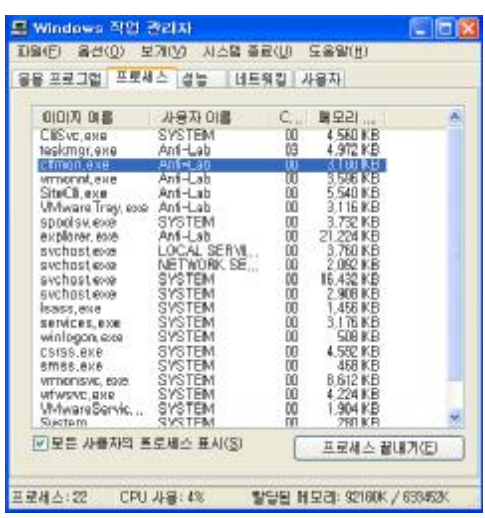 Windows 작업 관리자
파일(F) 옵션(O) 보기(V) 시스템 종료(U) 도움말(H)
응용 프로그램 프로세스 성능 네트워킹 사용자
이미지 이름 사용자 이름 C... 메모리 ...
CliSvc.exe SYSTEM 00 4,560 KB
taskmgr.exe Anti-Lab 03 4,972 KB
ctfmon.exe Anti-Lab 00 3,100 KB
vrmonnt.exe Anti-Lab 00 3,596 KB
SiteCli.exe Anti-Lab 00 5,540 KB
VMware Tray.exe Anti-Lab 00 3,116 KB
spoolsv.exe SYSTEM 00 3,732 KB
explorer.exe Anti-Lab 00 21,224 KB
svchost.exe LOCAL SERVI... 00 3,760 KB
svchost.exe NETWORK SE... 00 2,092 KB
svchost.exe SYSTEM 00 16,432 KB
svchost.exe SYSTEM 00 2,908 KB
lsass.exe SYSTEM 00 1,456 KB
services.exe SYSTEM 00 3,176 KB
winlogon.exe SYSTEM 00 508 KB
csrss.exe SYSTEM 00 4,592 KB
smss.exe SYSTEM 00 468 KB
vrmonsvc.exe SYSTEM 00 8,612 KB
vrfwsvc.exe SYSTEM 00 4,224 KB
VMwareServic... SYSTEM 00 1,904 KB
System SYSTEM 00 280 KB
모든 사용자의 프로세스 표시(S) 프로세스 끝내기(E)
프로세스: 22 CPU 사용: 4% 할당된 메모리: 92160K / 633452K